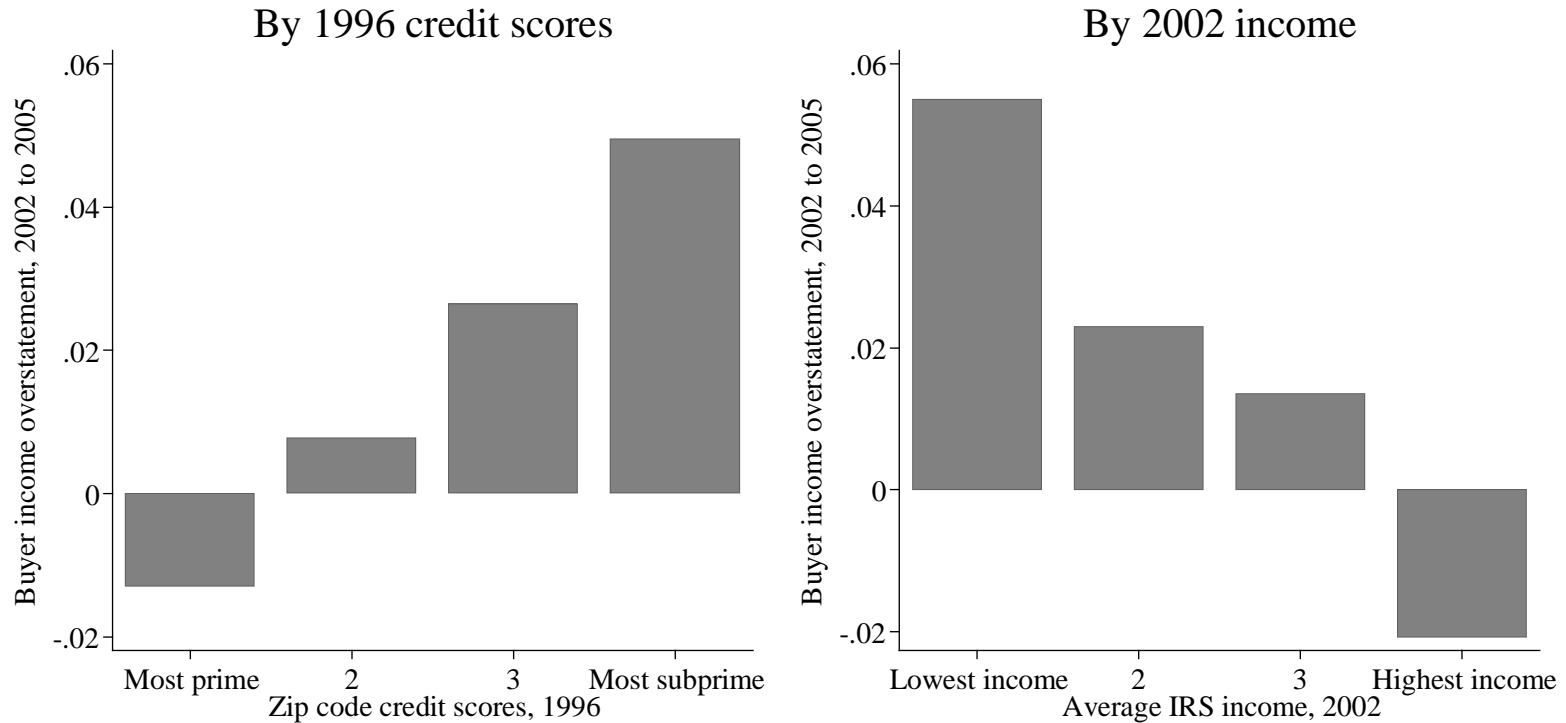 By 1996 credit scores
Buyer income overstatement, 2002 to 2005
.06
.04
.02
0
-.02
Most prime 2 3 Most subprime
Zip code credit scores, 1996
By 2002 income
Buyer income overstatement, 2002 to 2005
.06
.04
.02
0
-.02
Lowest income 2 3 Highest income
Average IRS income, 2002